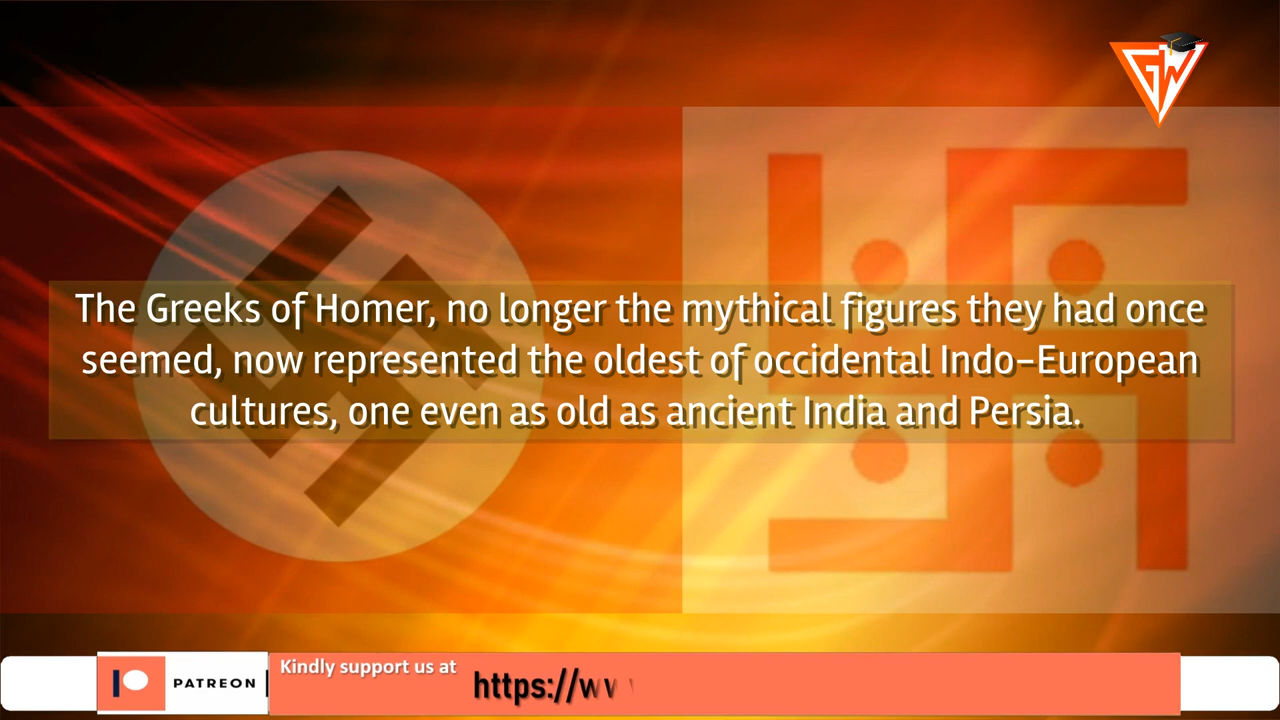 GW
The Greeks of Homer, no longer the mythical figures they had once
seemed, now represented the oldest of occidental Indo-European
cultures, one even as old as ancient India and Persia.
PATREON
Kindly support us at
https://w